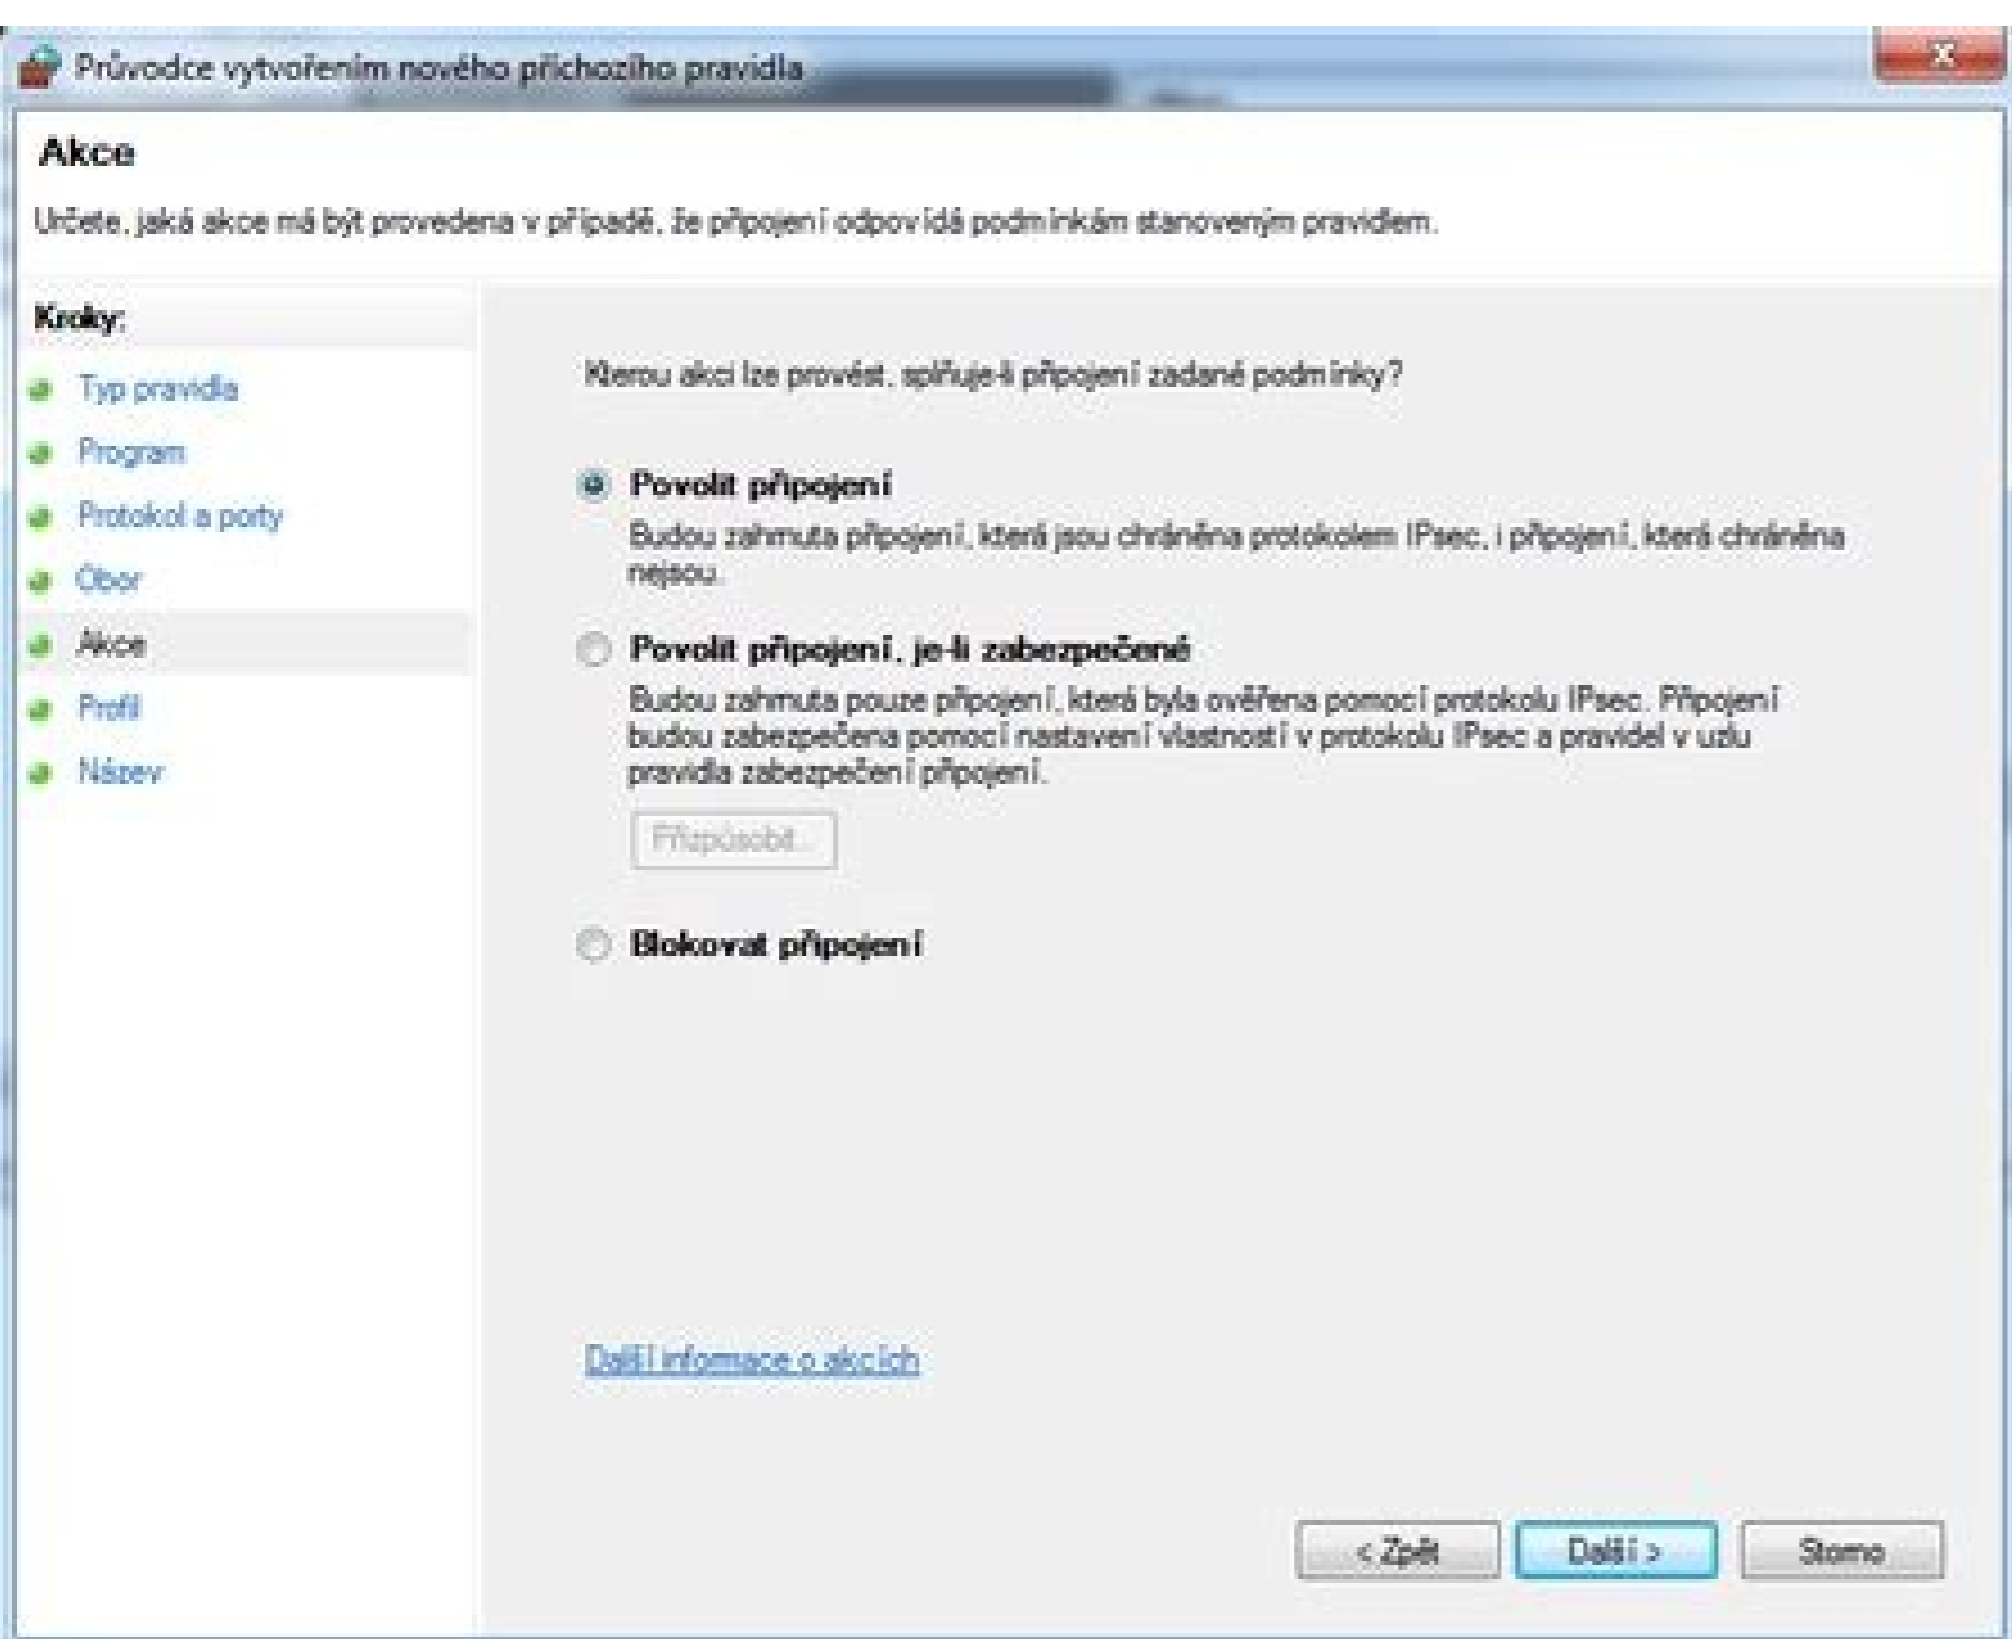 Průvodce vytvořením nového příchozího pravidla
Akce
Určete, jaká akce má být provedena v případě, že připojení odpovídá podmínkám stanoveným pravidlem.
Kroky:
Typ pravidla
Program
Protokol a porty
Obor
Akce
Profil
Název
Kterou akci lze provést, splňuje-li připojení zadané podmínky?
Povolit připojení
Budou zahrnuta připojení, která jsou chráněna protokolem IPsec, i připojení, která chráněna
nejsou.
Povolit připojení, je-li zabezpečené
Budou zahrnuta pouze připojení, která byla ověřena pomocí protokolu IPsec. Připojení
budou zabezpečena pomocí nastavení vlastností v protokolu IPsec a pravidel v uzlu
pravidla zabezpečení připojení.
Přizpůsobit...
Blokovat připojení
Další informace o akcích
< Zpět
Další >
Storno